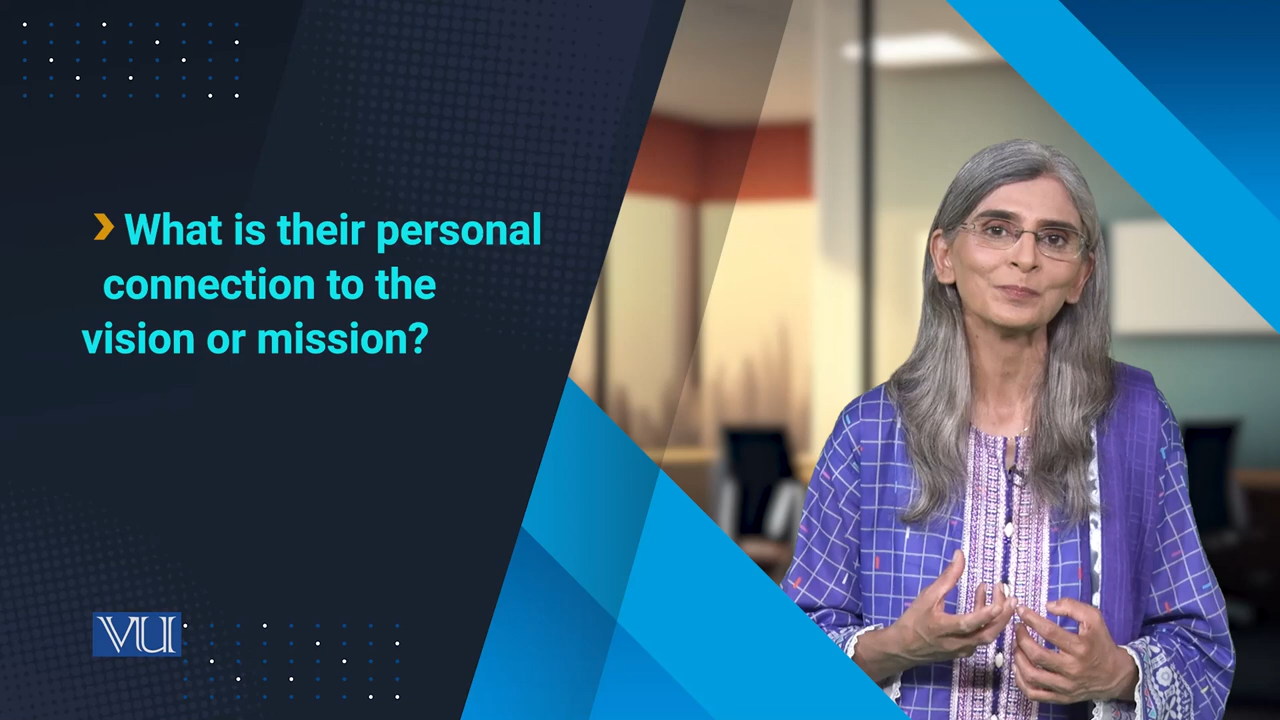 What is their personal
connection to the
vision or mission?
VU